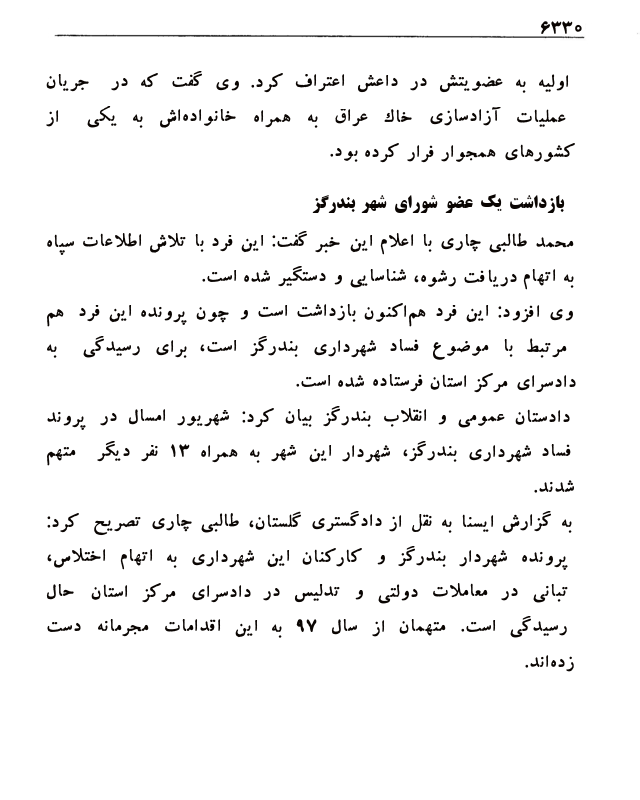 ۶۳۳۰
اولیه به عضویتش در داعش اعتراف کرد. وی گفت که در جریان
عملیات آزادسازی خاك عراق به همراه خانواده‌اش به یکی از
کشورهای همجوار فرار کرده بود.
بازداشت یک عضو شورای شهر بندرگز
محمد طالبی چاری با اعلام این خبر گفت: این فرد با تلاش اطلاعات سپاه
به اتهام دریافت رشوه، شناسایی و دستگیر شده است.
وی افزود: این فرد هم‌اکنون بازداشت است و چون پرونده این فرد هم
مرتبط با موضوع فساد شهرداری بندرگز است، برای رسیدگی به
دادسرای مرکز استان فرستاده شده است.
دادستان عمومی و انقلاب بندرگز بیان کرد: شهریور امسال در پروند
فساد شهرداری بندرگز، شهردار این شهر به همراه ۱۳ نفر دیگر متهم
شدند.
به گزارش ایسنا به نقل از دادگستری گلستان، طالبی چاری تصریح کرد:
پرونده شهردار بندرگز و کارکنان این شهرداری به اتهام اختلاس،
تبانی در معاملات دولتی و تدلیس در دادسرای مرکز استان حال
رسیدگی است. متهمان از سال ۹۷ به این اقدامات مجرمانه دست
زده‌اند.